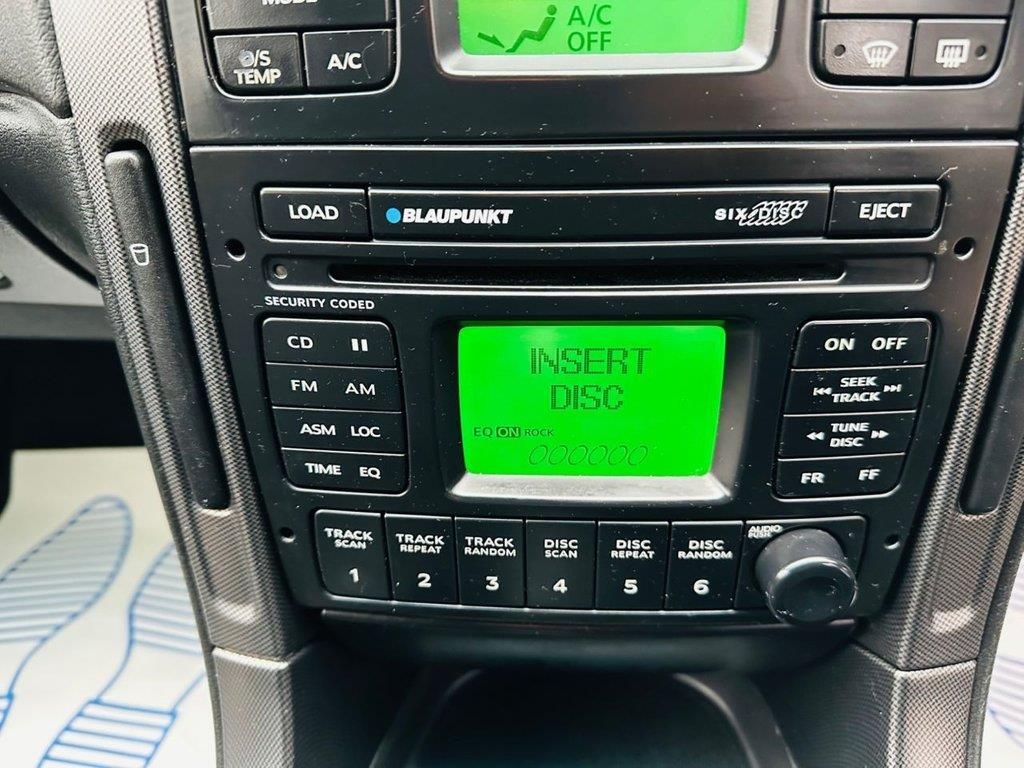 MODE
O/S
TEMP
A/C
A/C
OFF
LOAD
BLAUPUNKT
SIX-DISC
EJECT
SECURITY CODED
CD
FM AM
ASM LOC
TIME EQ
INSERT
DISC
EQ ON ROCK
ON OFF
SEEK
TRACK
TUNE
DISC
FR FF
TRACK
SCAN
1
TRACK
REPEAT
2
TRACK
RANDOM
3
DISC
SCAN
4
DISC
REPEAT
5
DISC
RANDOM
6
AUDIO
PUSH